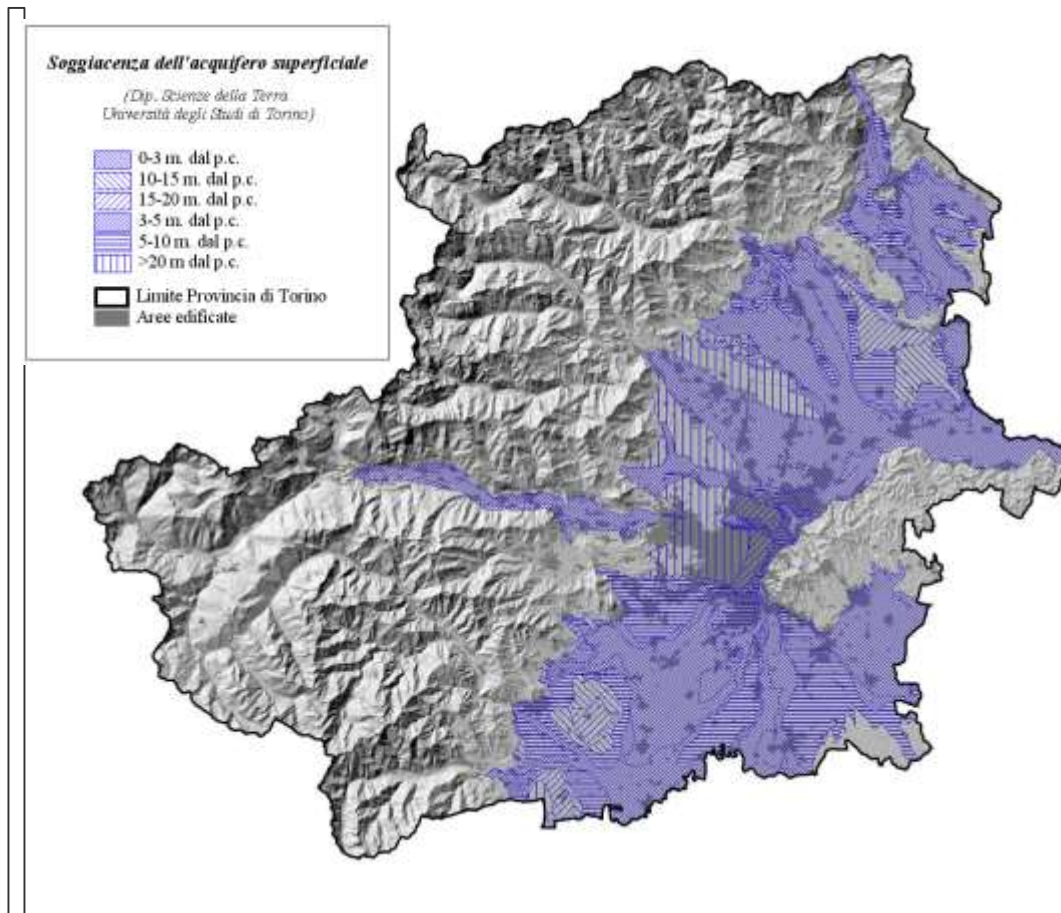 Soggiacenza dell'acquifero superficiale
(Dip. Scienze della Terra
Università degli Studi di Torino)
0-3 m. dal p.c.
10-15 m. dal p.c.
15-20 m. dal p.c.
3-5 m. dal p.c.
5-10 m. dal p.c.
>20 m dal p.c.
Limite Provincia di Torino
Aree edificate